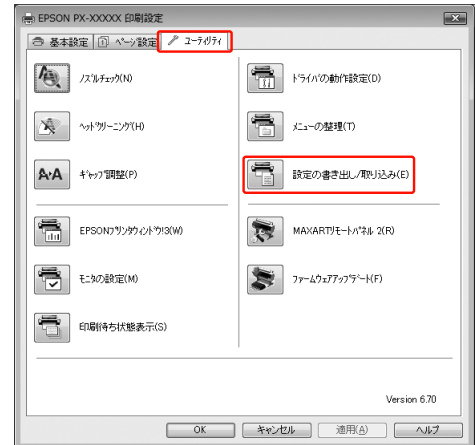 EPSON PX-XXXXX 印刷設定
基本設定 ページ設定 ユーティリティ
ノズルチェック(N)
ヘッドクリーニング(H)
ギャップ調整(P)
EPSONプリンタウィンドウ!3(W)
モニタの設定(M)
印刷待ち状態表示(S)
ドライバの動作設定(D)
メニューの整理(T)
設定の書き出し/取り込み(E)
MAXARTリモートパネル 2(R)
ファームウェアアップデート(F)
Version 6.70
OK キャンセル 適用(A) ヘルプ